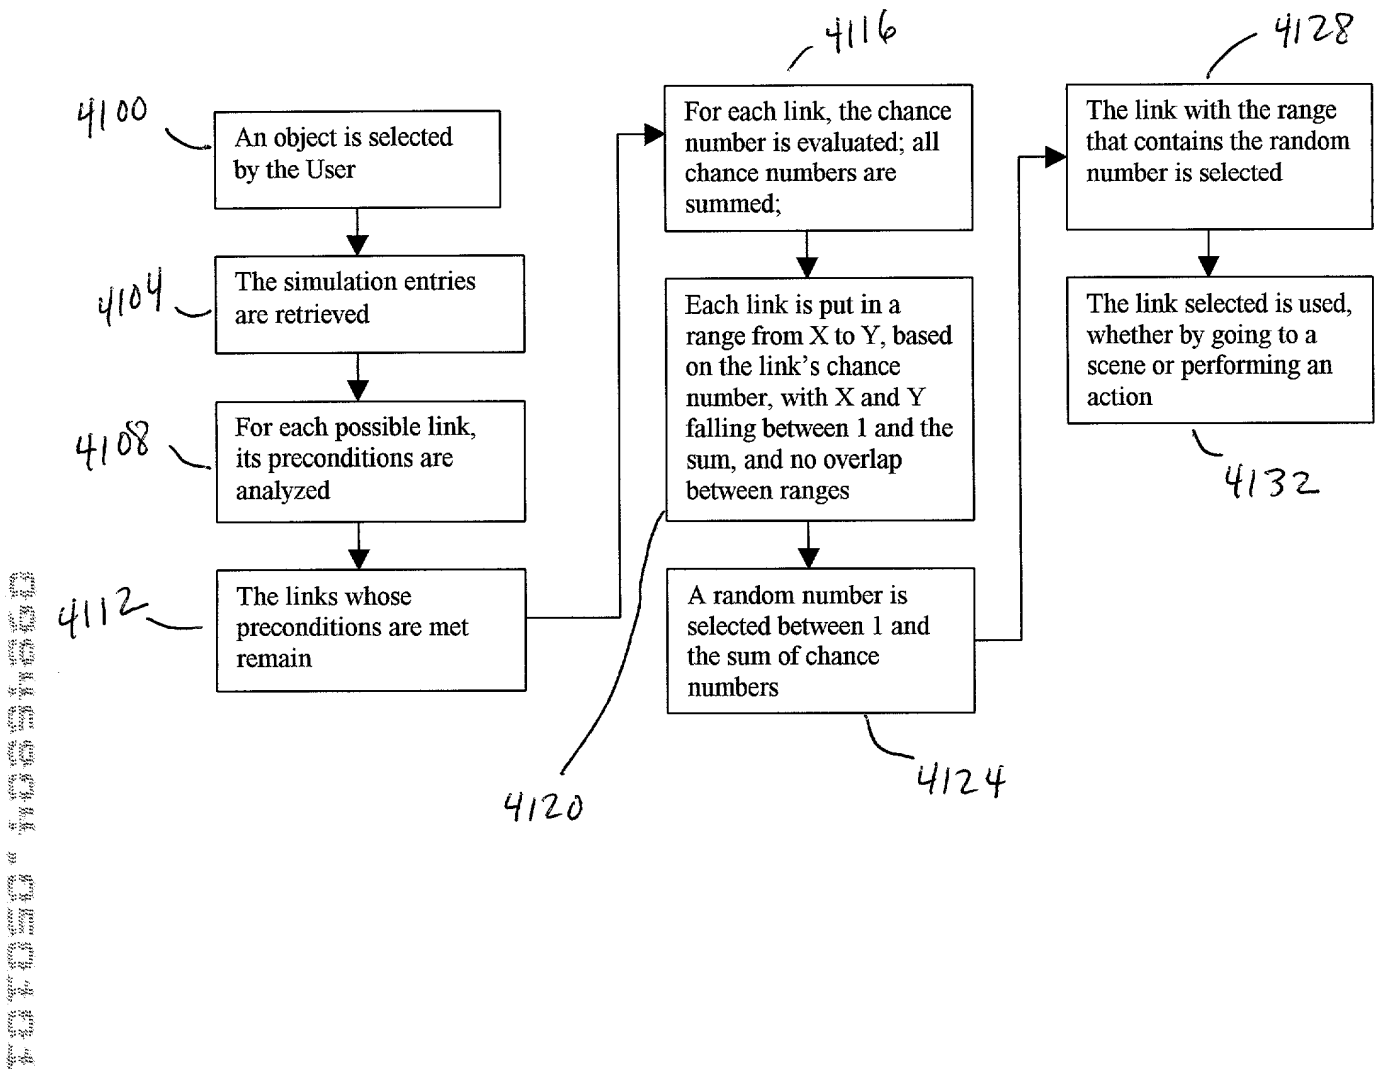 4100
An object is selected
by the User
4104
The simulation entries
are retrieved
4108
For each possible link,
its preconditions are
analyzed
4112
The links whose
preconditions are met
remain
4116
For each link, the chance
number is evaluated; all
chance numbers are
summed;
Each link is put in a
range from X to Y, based
on the link's chance
number, with X and Y
falling between 1 and the
sum, and no overlap
between ranges
4120
A random number is
selected between 1 and
the sum of chance
numbers
4124
4128
The link with the range
that contains the random
number is selected
The link selected is used,
whether by going to a
scene or performing an
action
4132